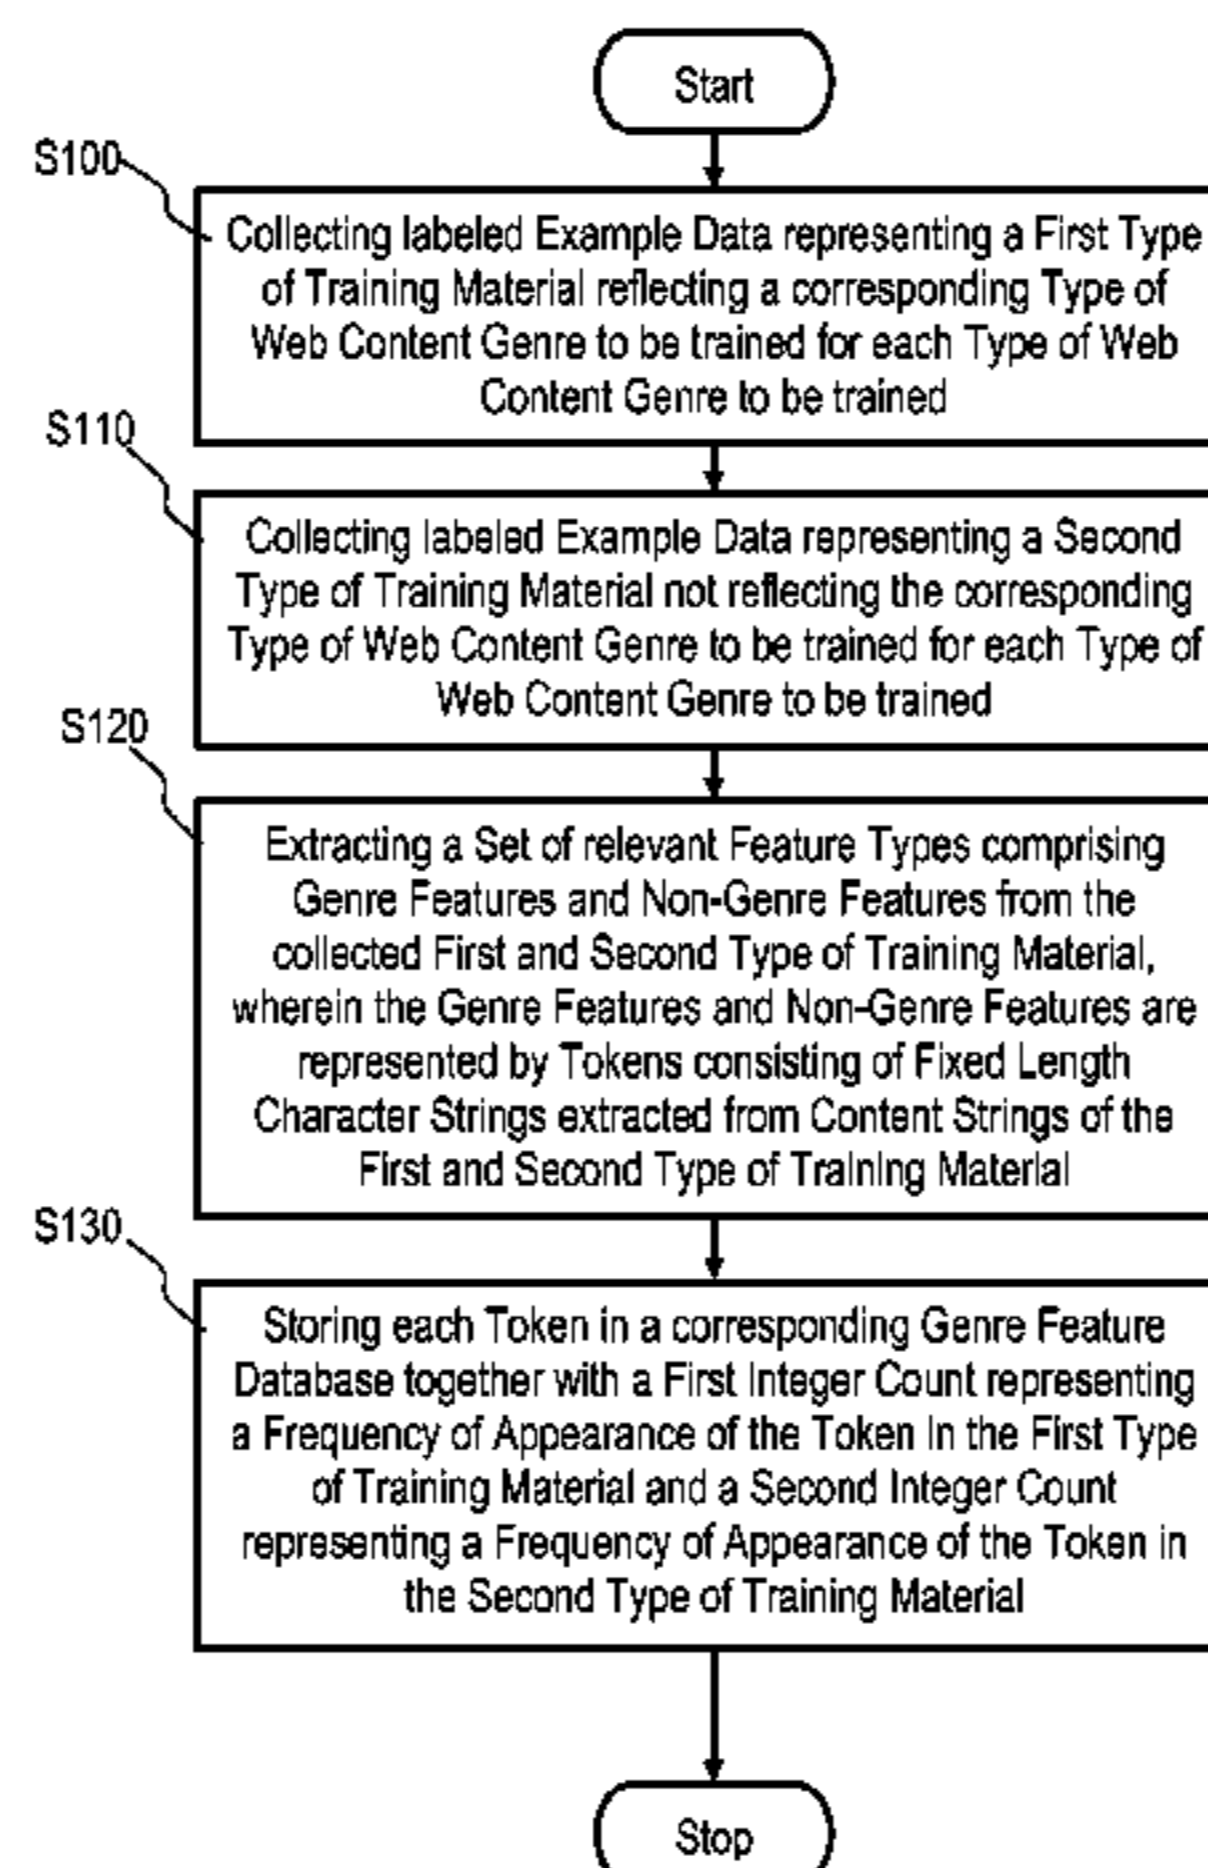 Start
S100
Collecting labeled Example Data representing a First Type
of Training Material reflecting a corresponding Type of
Web Content Genre to be trained for each Type of Web
Content Genre to be trained
S110
Collecting labeled Example Data representing a Second
Type of Training Material not reflecting the corresponding
Type of Web Content Genre to be trained for each Type of
Web Content Genre to be trained
S120
Extracting a Set of relevant Feature Types comprising
Genre Features and Non-Genre Features from the
collected First and Second Type of Training Material,
wherein the Genre Features and Non-Genre Features are
represented by Tokens consisting of Fixed Length
Character Strings extracted from Content Strings of the
First and Second Type of Training Material
S130
Storing each Token in a corresponding Genre Feature
Database together with a First Integer Count representing
a Frequency of Appearance of the Token In the First Type
of Training Material and a Second Integer Count
representing a Frequency of Appearance of the Token in
the Second Type of Training Material
Stop